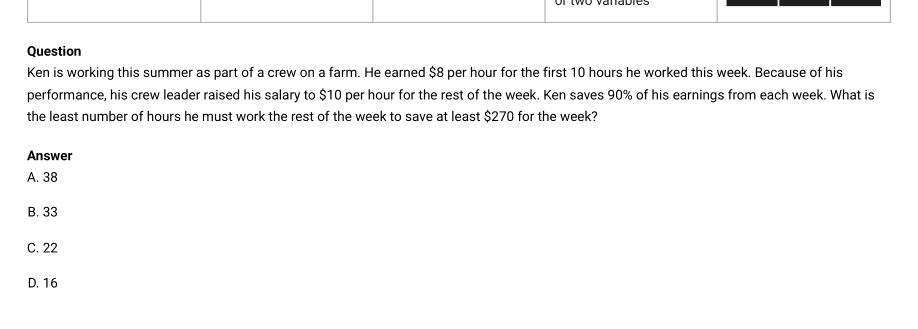 of two variables
Question
Ken is working this summer as part of a crew on a farm. He earned $8 per hour for the first 10 hours he worked this week. Because of his
performance, his crew leader raised his salary to $10 per hour for the rest of the week. Ken saves 90% of his earnings from each week. What is
the least number of hours he must work the rest of the week to save at least $270 for the week?
Answer
A. 38
B. 33
C. 22
D. 16